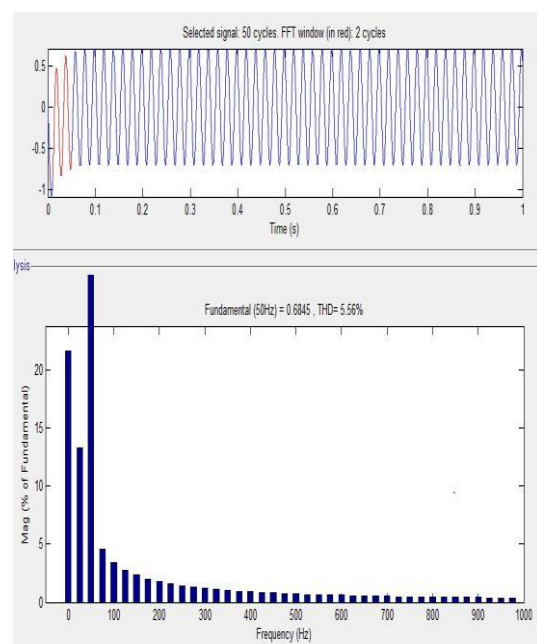 Selected signal: 50 cycles. FFT window (in red): 2 cycles
0.5
0
-0.5
-1
0 0.1 0.2 0.3 0.4 0.5 0.6 0.7 0.8 0.9 1
Time (s)
lysis
Fundamental (50Hz) = 0.6845 , THD= 5.56%
20
15
10
5
0
Mag (% of Fundamental)
0 100 200 300 400 500 600 700 800 900 1000
Frequency (Hz)